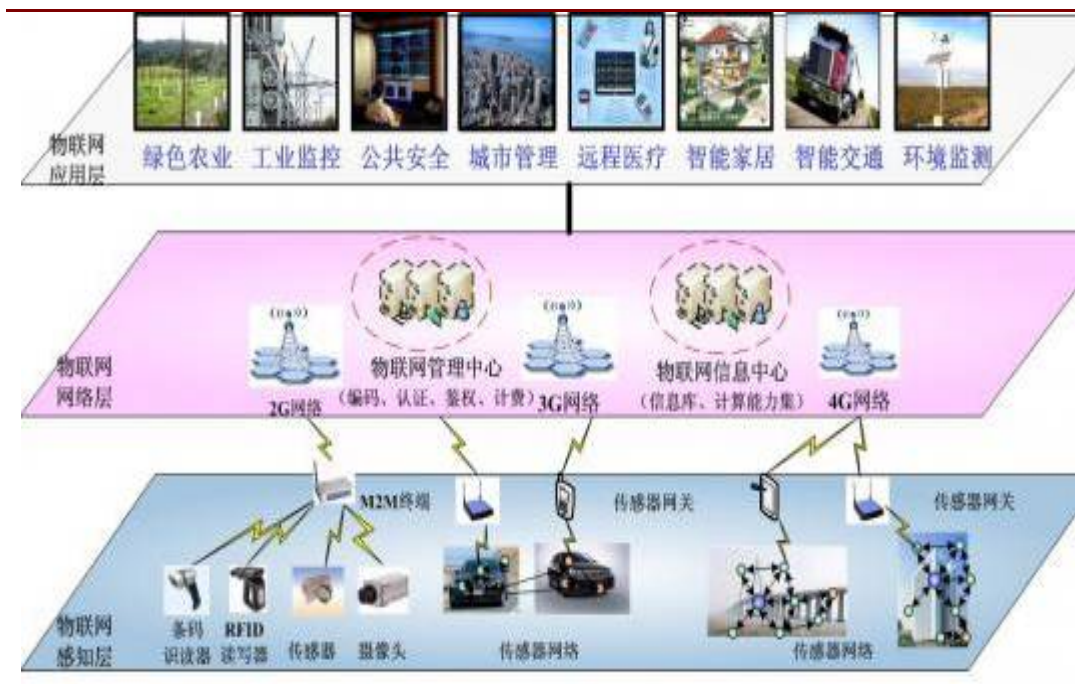 物联网
应用层
绿色农业 工业监控 公共安全 城市管理 远程医疗 智能家居 智能交通 环境监测
物联网
网络层
2G网络
物联网管理中心
(编码、认证、鉴权、计费)
3G网络
物联网信息中心
(信息库、计算能力集)
4G网络
M2M终端
传感器网关
传感器网关
物联网
感知层
条码
识读器
RFID
读写器
传感器
摄像头
传感器网络
传感器网络